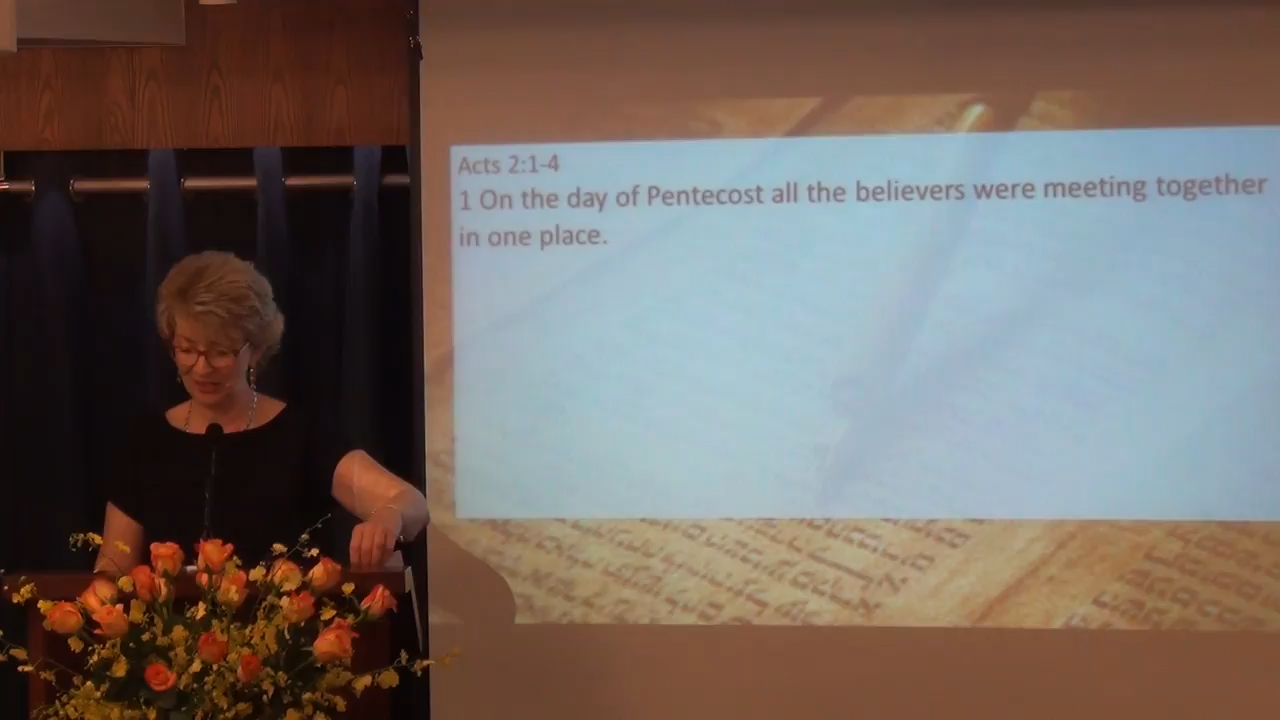 Acts 2:1-4
1 On the day of Pentecost all the believers were meeting together
in one place.